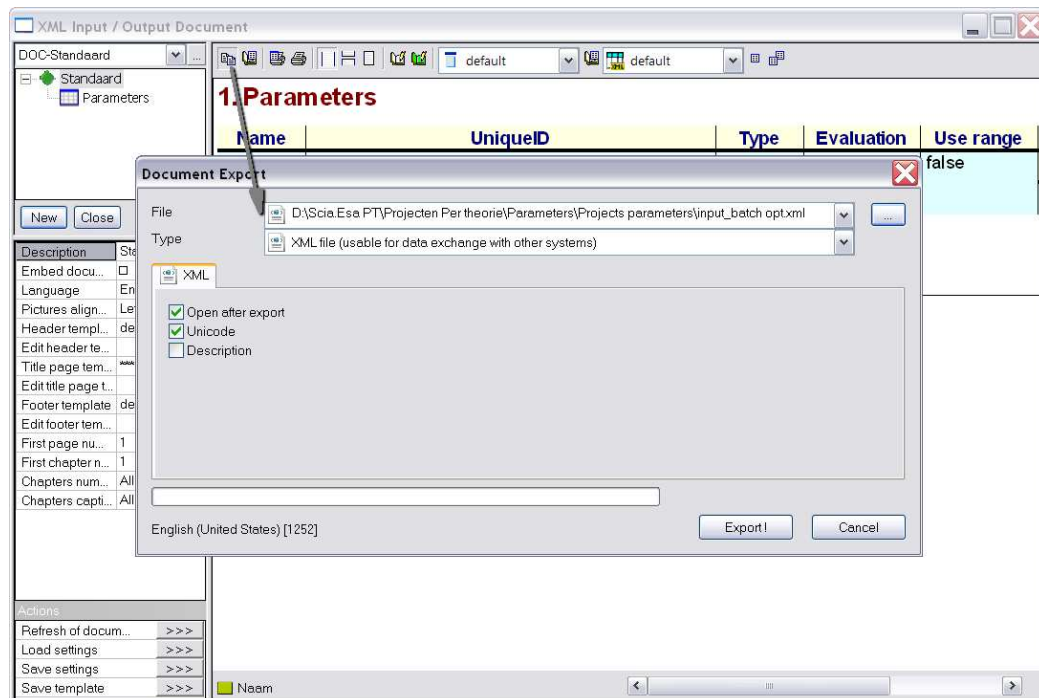 XML Input / Output Document
DOC-Standaard
...
Standaard
Parameters
default
default
1. Parameters
Name UniqueID Type Evaluation Use range
false
New Close
Document Export
File
D:\Scia.Esa PT\Projecten Per theorie\Parameters\Projects parameters\input_batch opt.xml
...
Type
XML file (usable for data exchange with other systems)
XML
Open after export
Unicode
Description
English (United States) [1252]
Export! Cancel
Description Sta
Embed docu...
Language En
Pictures align... Le
Header templ... de
Edit header te...
Title page tem... ***
Edit title page t...
Footer template de
Edit footer tem...
First page nu... 1
First chapter n... 1
Chapters num... All
Chapters capti... All
Actions
Refresh of docum... >>>
Load settings >>>
Save settings >>>
Save template >>>
Naam